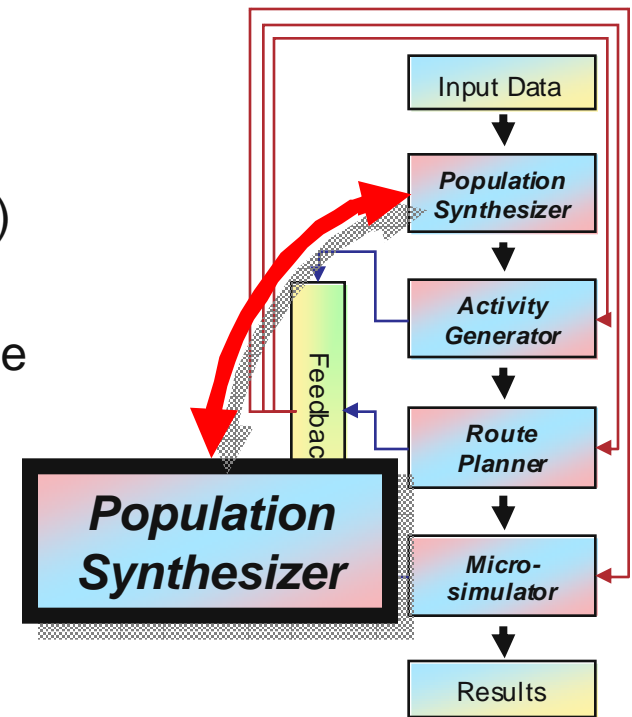 Input Data
Population
Synthesizer
)
Activity
Generator
e
Feedbac
Route
Planner
Population
Synthesizer
Micro-
simulator
Results